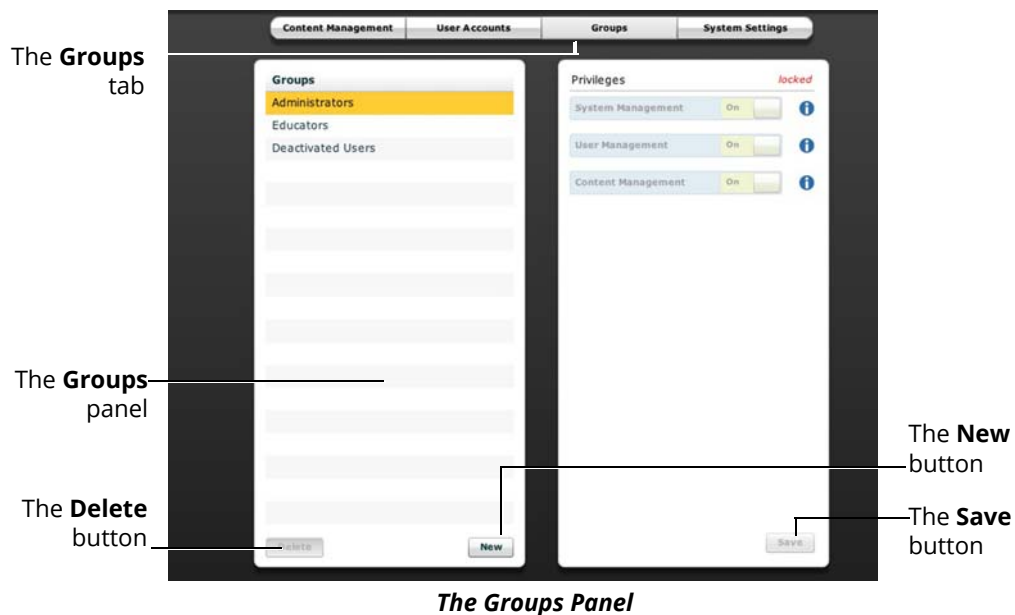 Content Management User Accounts Groups System Settings
The Groups
tab
Groups
Administrators
Educators
Deactivated Users
Privileges locked
System Management On
User Management On
Content Management On
The Groups
panel
The New
button
The Delete
button
The Save
button
Delete
New
Save
The Groups Panel